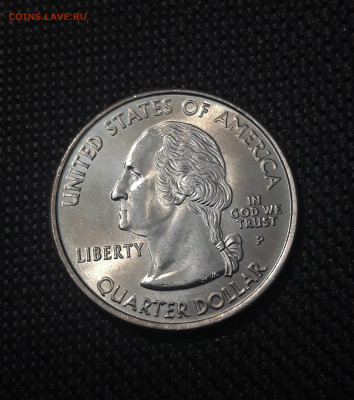 COINS.LAVE.RU
UNITED STATES OF AMERICA
LIBERTY
IN
GOD WE
TRUST
P
QUARTER DOLLAR